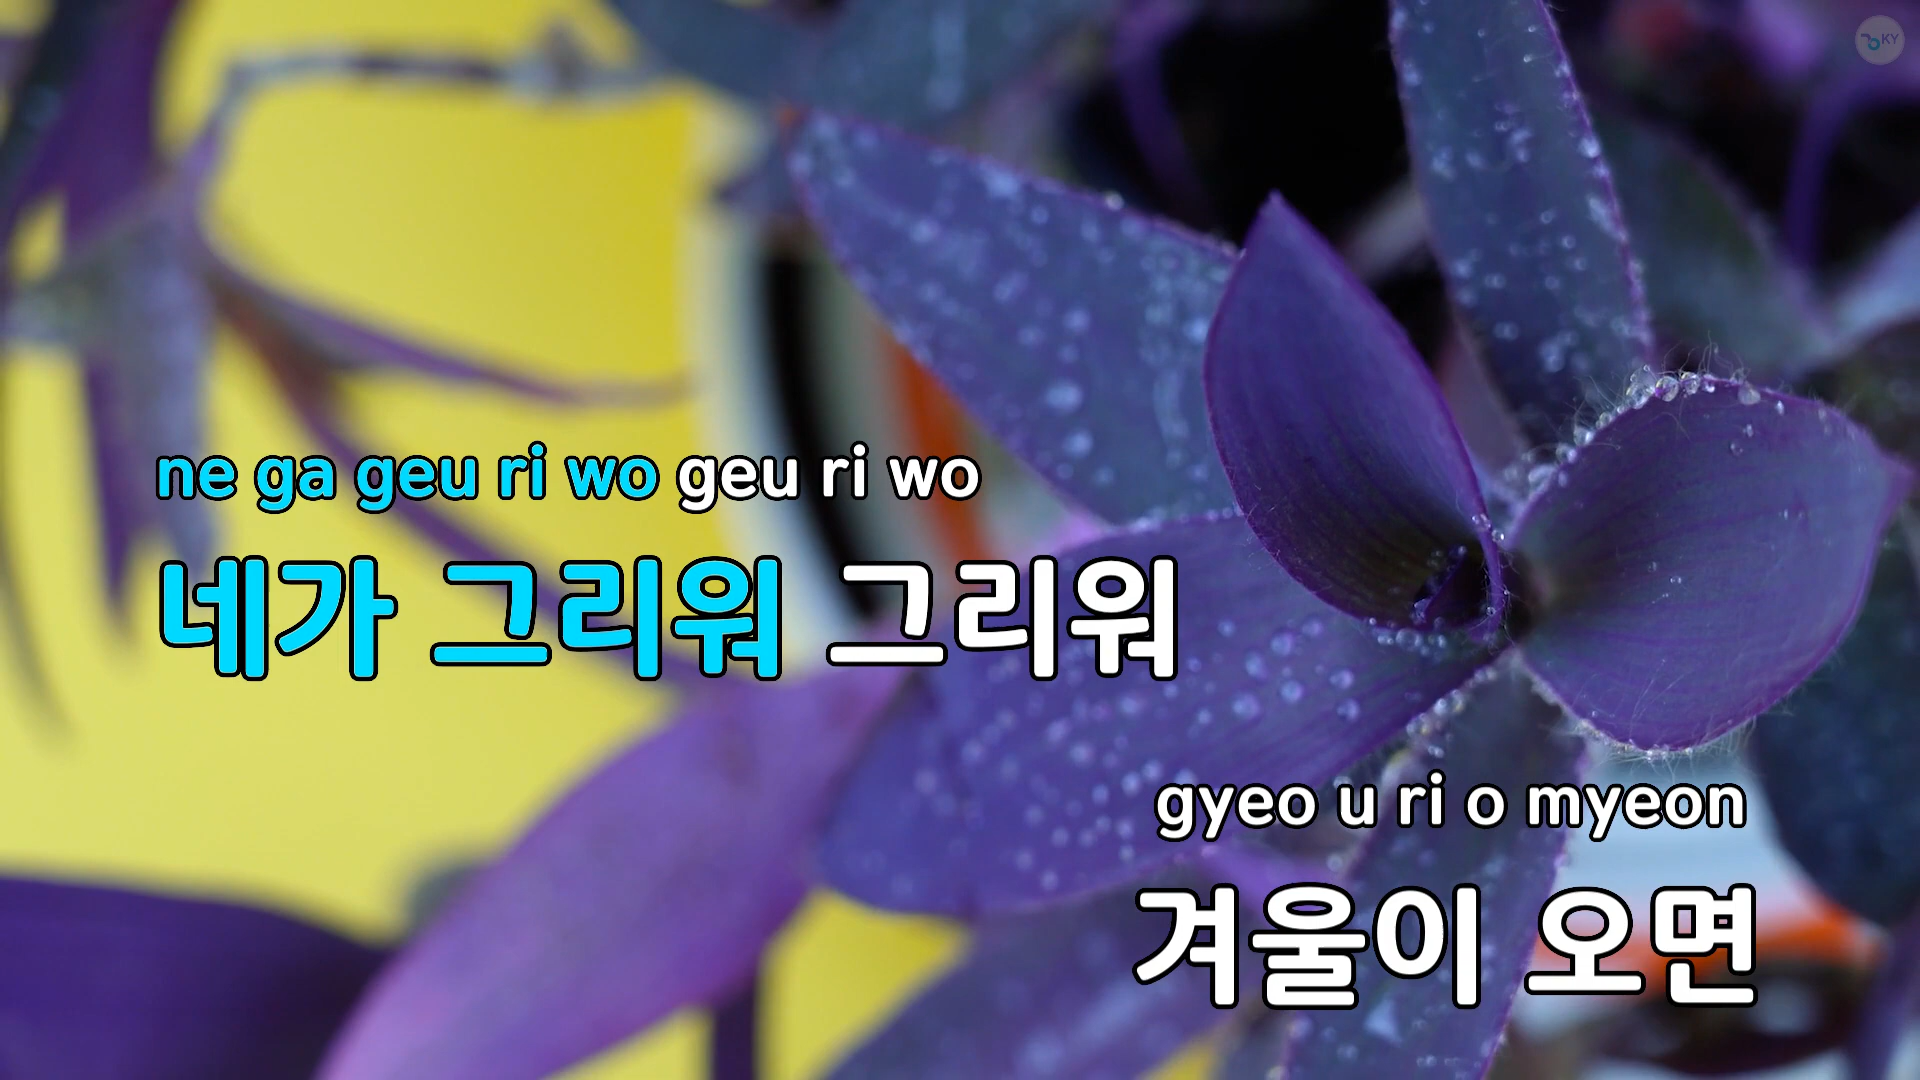 KY
ne ga geu ri wo geu ri wo
네가 그리워 그리워
gyeo u ri o myeon
겨울이 오면